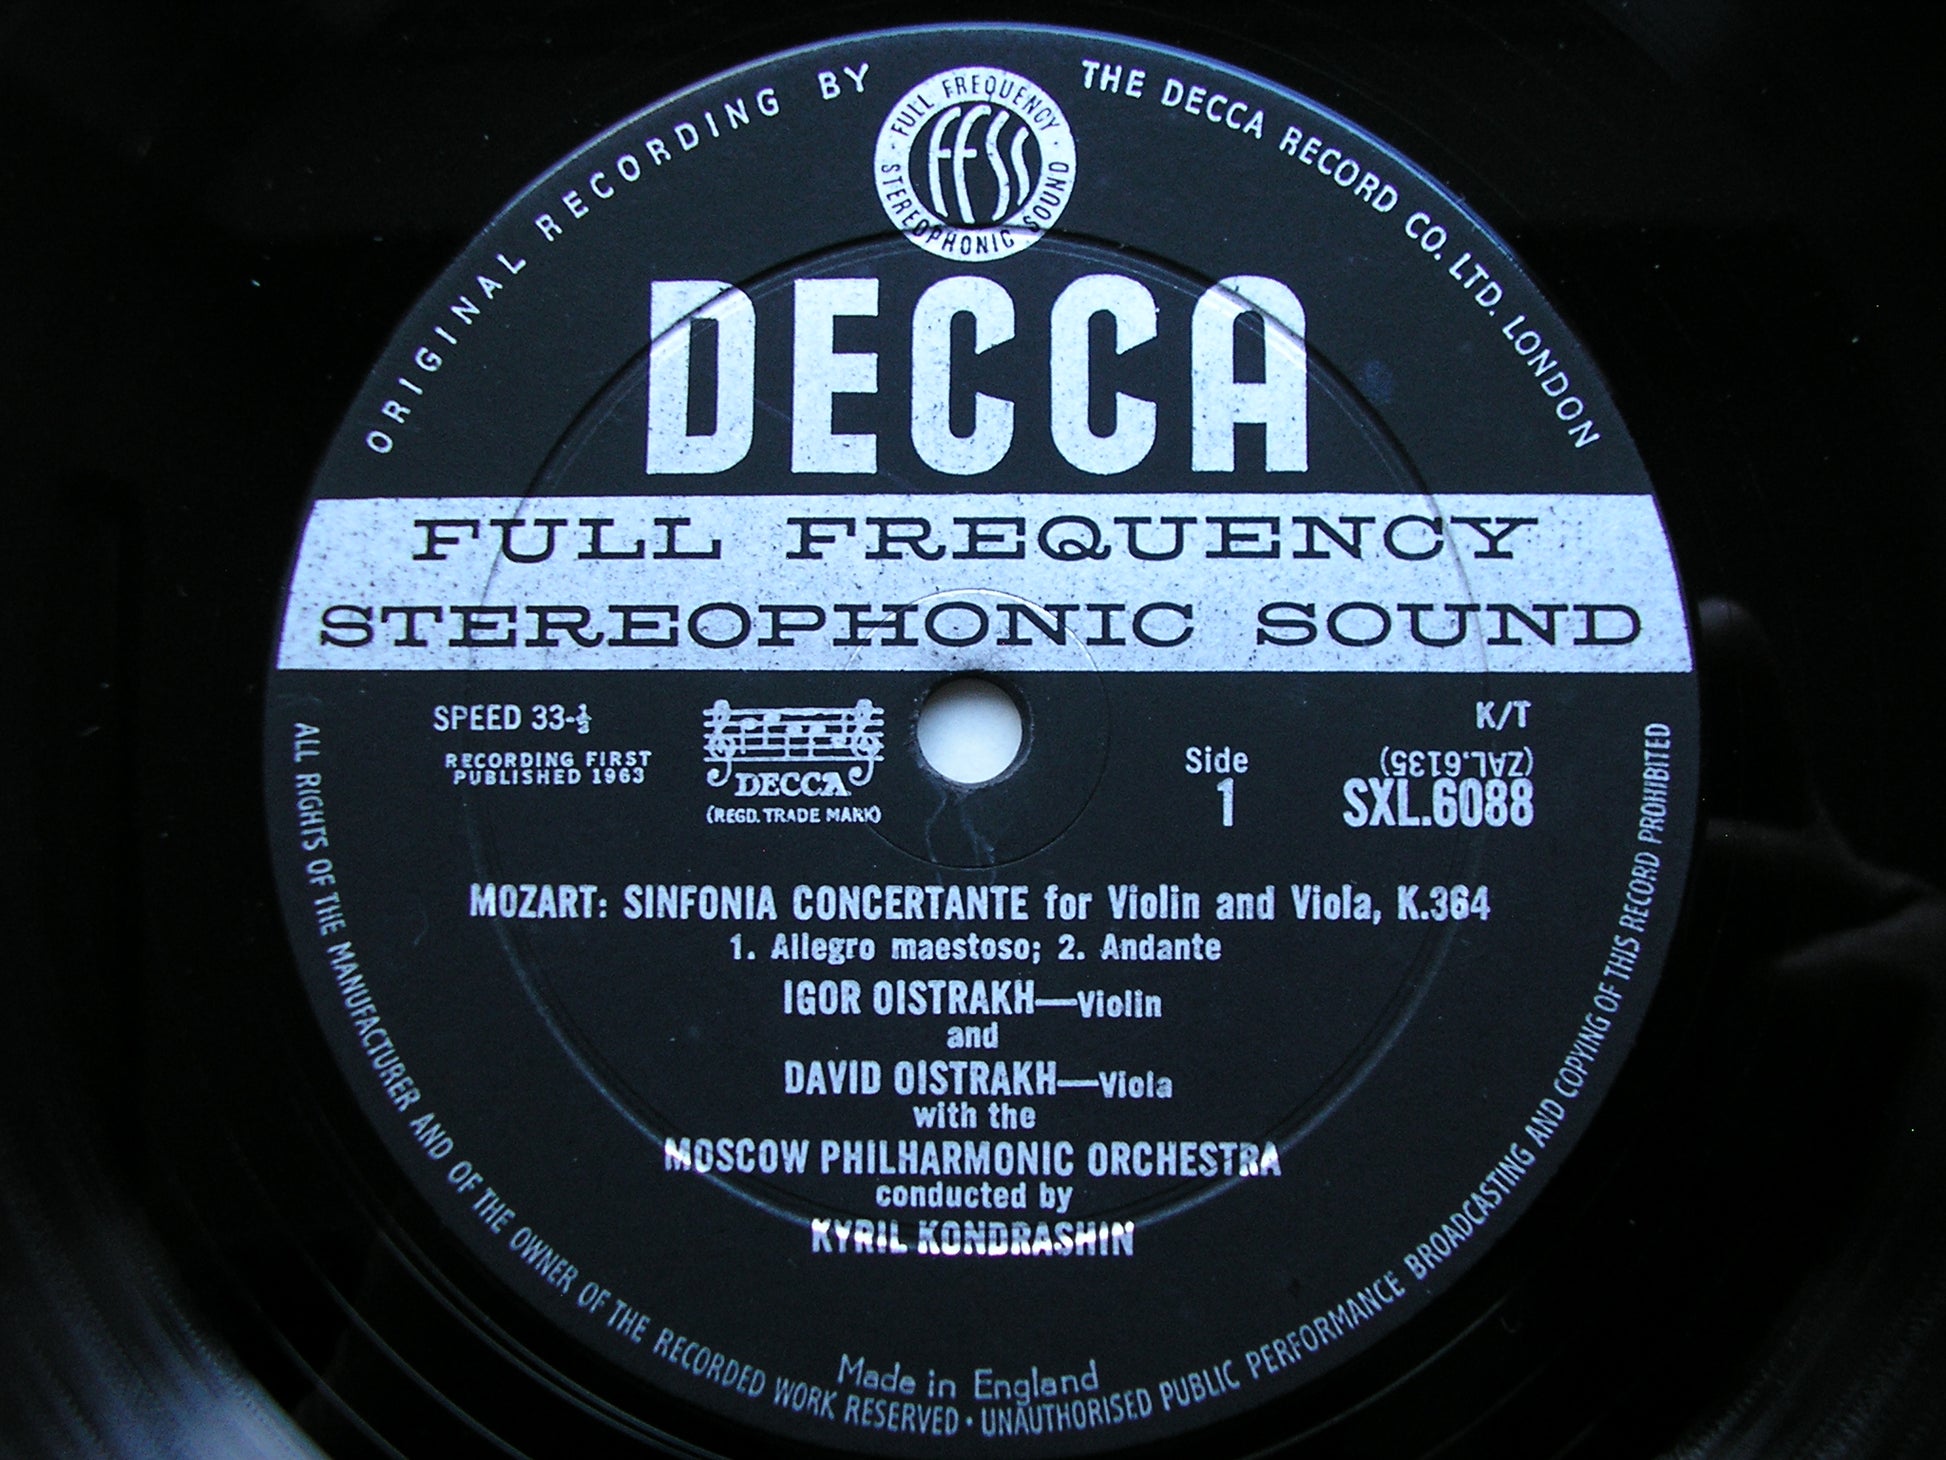 ORIGINAL RECORDING BY THE DECCA RECORD CO. LTD. LONDON
· FULL FREQUENCY · STEREOPHONIC SOUND
FFSS
DECCA
FULL FREQUENCY
STEREOPHONIC SOUND
SPEED 33-⅓
RECORDING FIRST
PUBLISHED 1963
DECCA
(REGD. TRADE MARK)
Side
1
K/T
(ZAL.6135)
SXL.6088
MOZART: SINFONIA CONCERTANTE for Violin and Viola, K.364
1. Allegro maestoso; 2. Andante
IGOR OISTRAKH—Violin
and
DAVID OISTRAKH—Viola
with the
MOSCOW PHILHARMONIC ORCHESTRA
conducted by
KYRIL KONDRASHIN
Made in England
ALL RIGHTS OF THE MANUFACTURER AND OF THE OWNER OF THE RECORDED WORK RESERVED · UNAUTHORISED PUBLIC PERFORMANCE BROADCASTING AND COPYING OF THIS RECORD PROHIBITED